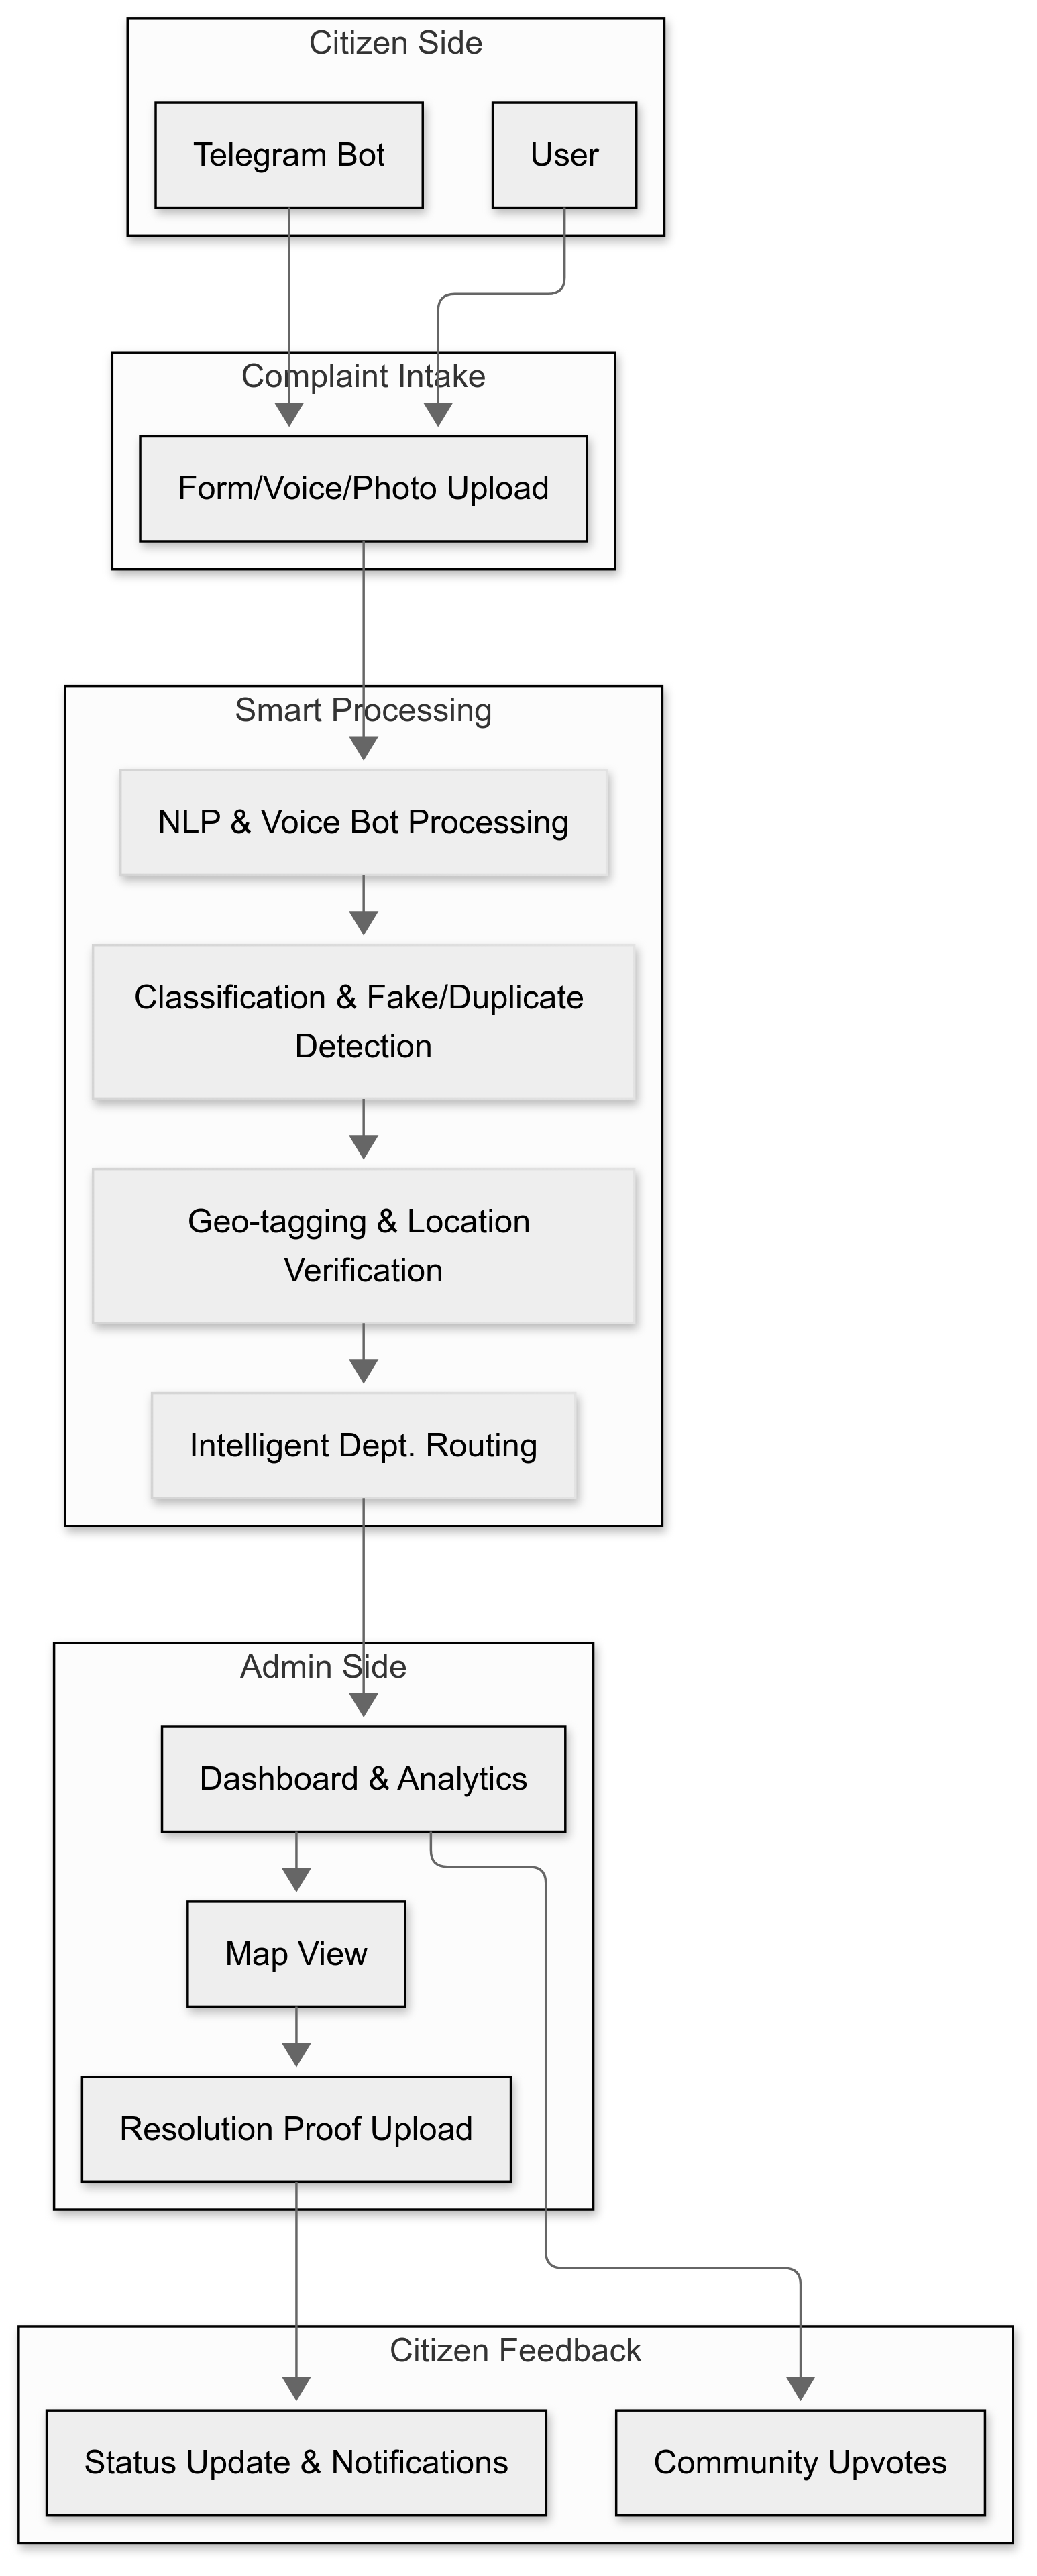 Citizen Side
Telegram Bot
User
Complaint Intake
Form/Voice/Photo Upload
Smart Processing
NLP & Voice Bot Processing
Classification & Fake/Duplicate
Detection
Geo-tagging & Location
Verification
Intelligent Dept. Routing
Admin Side
Dashboard & Analytics
Map View
Resolution Proof Upload
Citizen Feedback
Status Update & Notifications
Community Upvotes